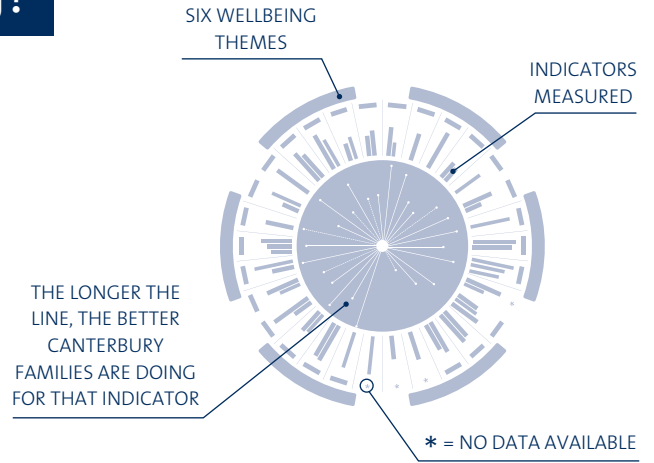 SIX WELLBEING
THEMES
INDICATORS
MEASURED
THE LONGER THE
LINE, THE BETTER
CANTERBURY
FAMILIES ARE DOING
FOR THAT INDICATOR
* = NO DATA AVAILABLE